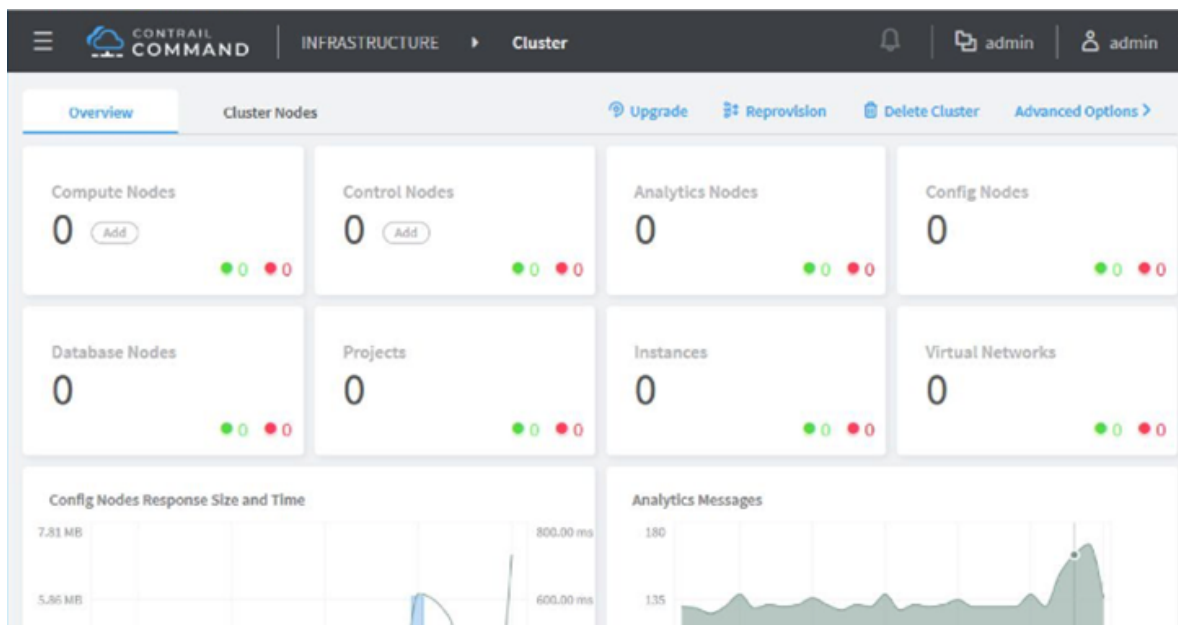 CONTRAIL
COMMAND
INFRASTRUCTURE
Cluster
admin
admin
Overview
Cluster Nodes
Upgrade
Reprovision
Delete Cluster
Advanced Options
Compute Nodes
0
Add
0
0
Control Nodes
0
Add
0
0
Analytics Nodes
0
0
0
Config Nodes
0
0
0
Database Nodes
0
0
0
Projects
0
0
0
Instances
0
0
0
Virtual Networks
0
0
0
Config Nodes Response Size and Time
7.81 MB
800.00 ms
5.86 MB
600.00 ms
Analytics Messages
180
135